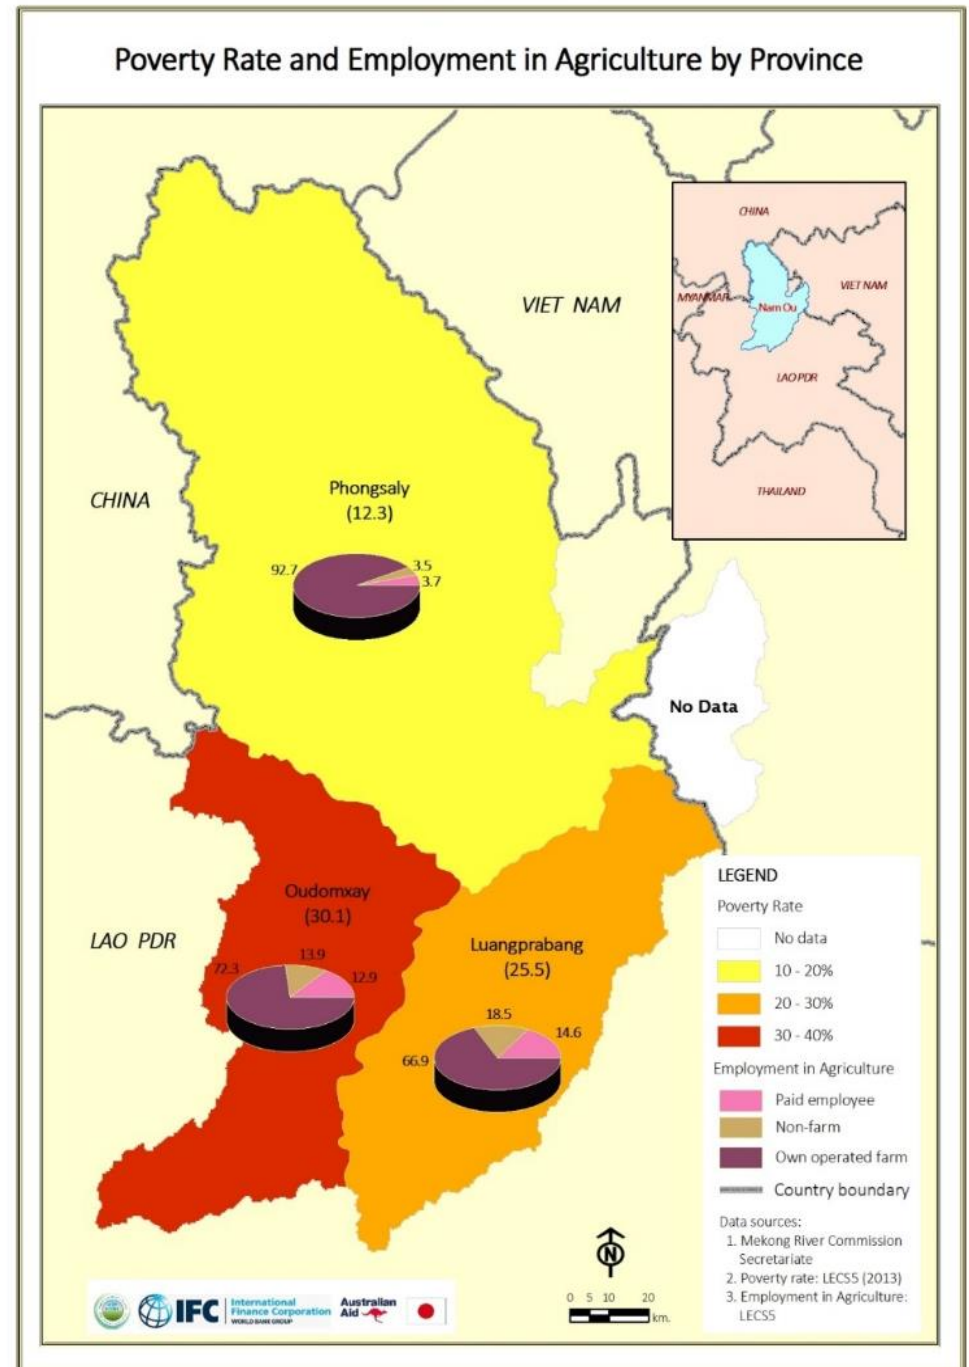 Poverty Rate and Employment in Agriculture by Province
CHINA
MYANMAR
VIET NAM
Nam Ou
LAO PDR
THAILAND
VIET NAM
CHINA
Phongsaly
(12.3)
92.7
3.5
3.7
No Data
Oudomxay
(30.1)
72.3
13.9
12.9
LAO PDR
Luangprabang
(25.5)
66.9
18.5
14.6
LEGEND
Poverty Rate
No data
10 - 20%
20 - 30%
30 - 40%
Employment in Agriculture
Paid employee
Non-farm
Own operated farm
Country boundary
Data sources:
1. Mekong River Commission
Secretariate
2. Poverty rate: LECS5 (2013)
3. Employment in Agriculture:
LECS5
N
0 5 10 20
km.
IFC
International
Finance Corporation
WORLD BANK GROUP
Australian
Aid